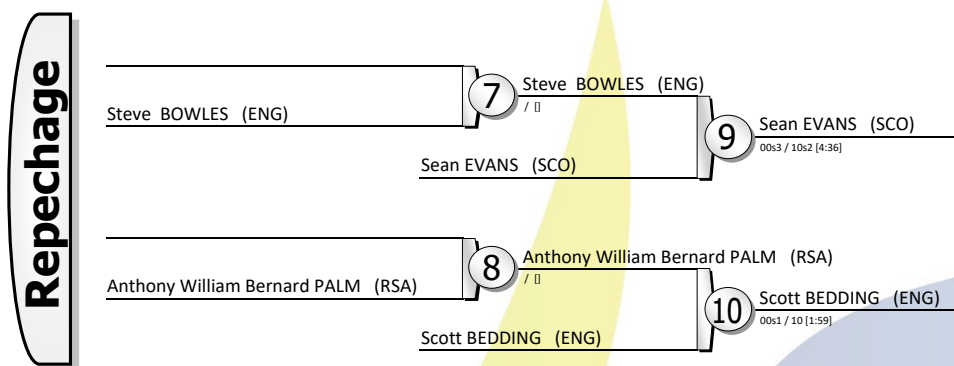 Repechage
Steve BOWLES (ENG)
7
Steve BOWLES (ENG)
/ []
Sean EVANS (SCO)
9
Sean EVANS (SCO)
00s3 / 10s2 [4:36]
Anthony William Bernard PALM (RSA)
8
Anthony William Bernard PALM (RSA)
/ []
Scott BEDDING (ENG)
10
Scott BEDDING (ENG)
00s1 / 10 [1:59]